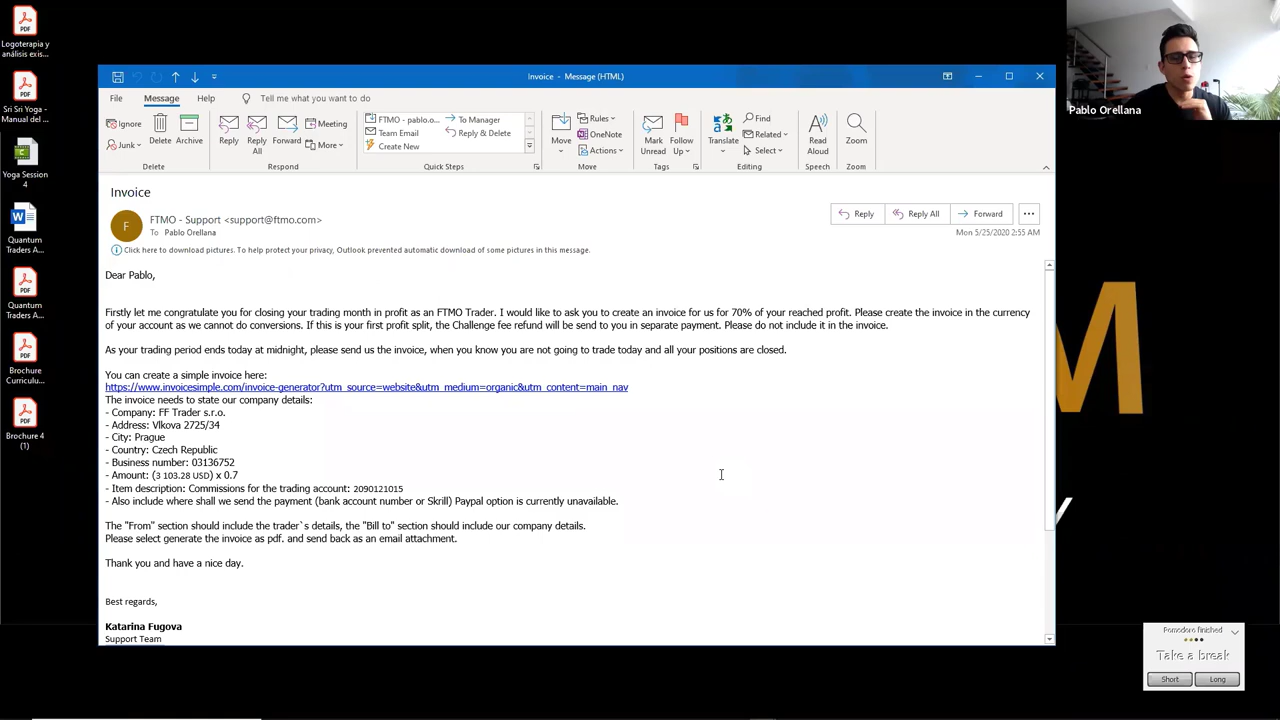 Logoterapia y
análisis exis...
Sri Sri Yoga -
Manual del ...
Yoga Session
4
Quantum
Traders A...
Quantum
Traders A...
Brochure
Curriculu...
Brochure 4
(1)
Invoice - Message (HTML)
File Message Help Tell me what you want to do
Ignore
Junk
Delete
Archive
Delete
Reply
Reply
All
Forward
Meeting
More
Respond
FTMO - pablo.o...
To Manager
Team Email
Reply & Delete
Create New
Quick Steps
Move
Rules
OneNote
Actions
Move
Mark
Unread
Follow
Up
Tags
Translate
Find
Related
Select
Editing
Read
Aloud
Speech
Zoom
Zoom
Invoice
F
FTMO - Support <support@ftmo.com>
To Pablo Orellana
Reply
Reply All
Forward
Mon 5/25/2020 2:55 AM
Click here to download pictures. To help protect your privacy, Outlook prevented automatic download of some pictures in this message.
Dear Pablo,
Firstly let me congratulate you for closing your trading month in profit as an FTMO Trader. I would like to ask you to create an invoice for us for 70% of your reached profit. Please create the invoice in the currency
of your account as we cannot do conversions. If this is your first profit split, the Challenge fee refund will be send to you in separate payment. Please do not include it in the invoice.
As your trading period ends today at midnight, please send us the invoice, when you know you are not going to trade today and all your positions are closed.
You can create a simple invoice here:
https://www.invoicesimple.com/invoice-generator?utm_source=website&utm_medium=organic&utm_content=main_nav
The invoice needs to state our company details:
- Company: FF Trader s.r.o.
- Address: Vlkova 2725/34
- City: Prague
- Country: Czech Republic
- Business number: 03136752
- Amount: (3 103.28 USD) x 0.7
- Item description: Commissions for the trading account: 2090121015
- Also include where shall we send the payment (bank account number or Skrill) Paypal option is currently unavailable.
The "From" section should include the trader`s details, the "Bill to" section should include our company details.
Please select generate the invoice as pdf. and send back as an email attachment.
Thank you and have a nice day.
Best regards,
Katarina Fugova
Support Team
Pablo Orellana
M
y
Pomodoro finished
Take a break
Short
Long